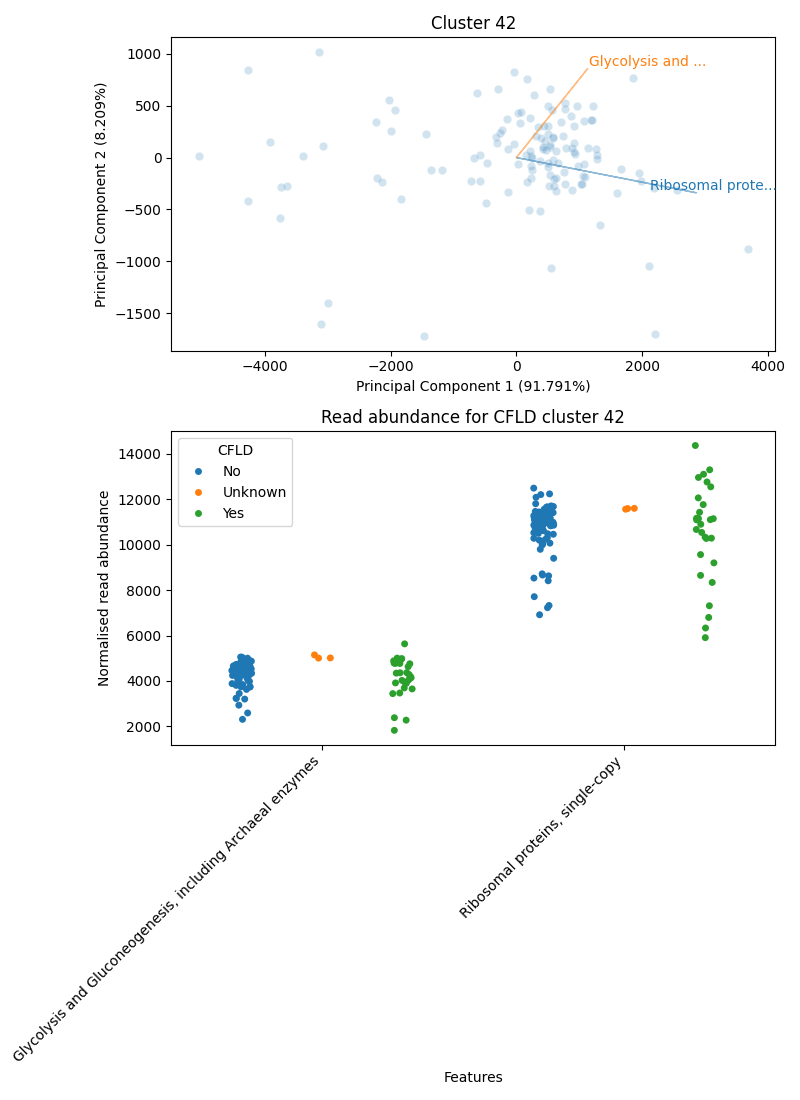 Cluster 42
1000
500
0
−500
−1000
−1500
Principal Component 2 (8.209%)
Glycolysis and ...
Ribosomal prote...
−4000
−2000
0
2000
4000
Principal Component 1 (91.791%)
Read abundance for CFLD cluster 42
14000
12000
10000
8000
6000
4000
2000
Normalised read abundance
CFLD
No
Unknown
Yes
Glycolysis and Gluconeogenesis, including Archaeal enzymes
Ribosomal proteins, single-copy
Features